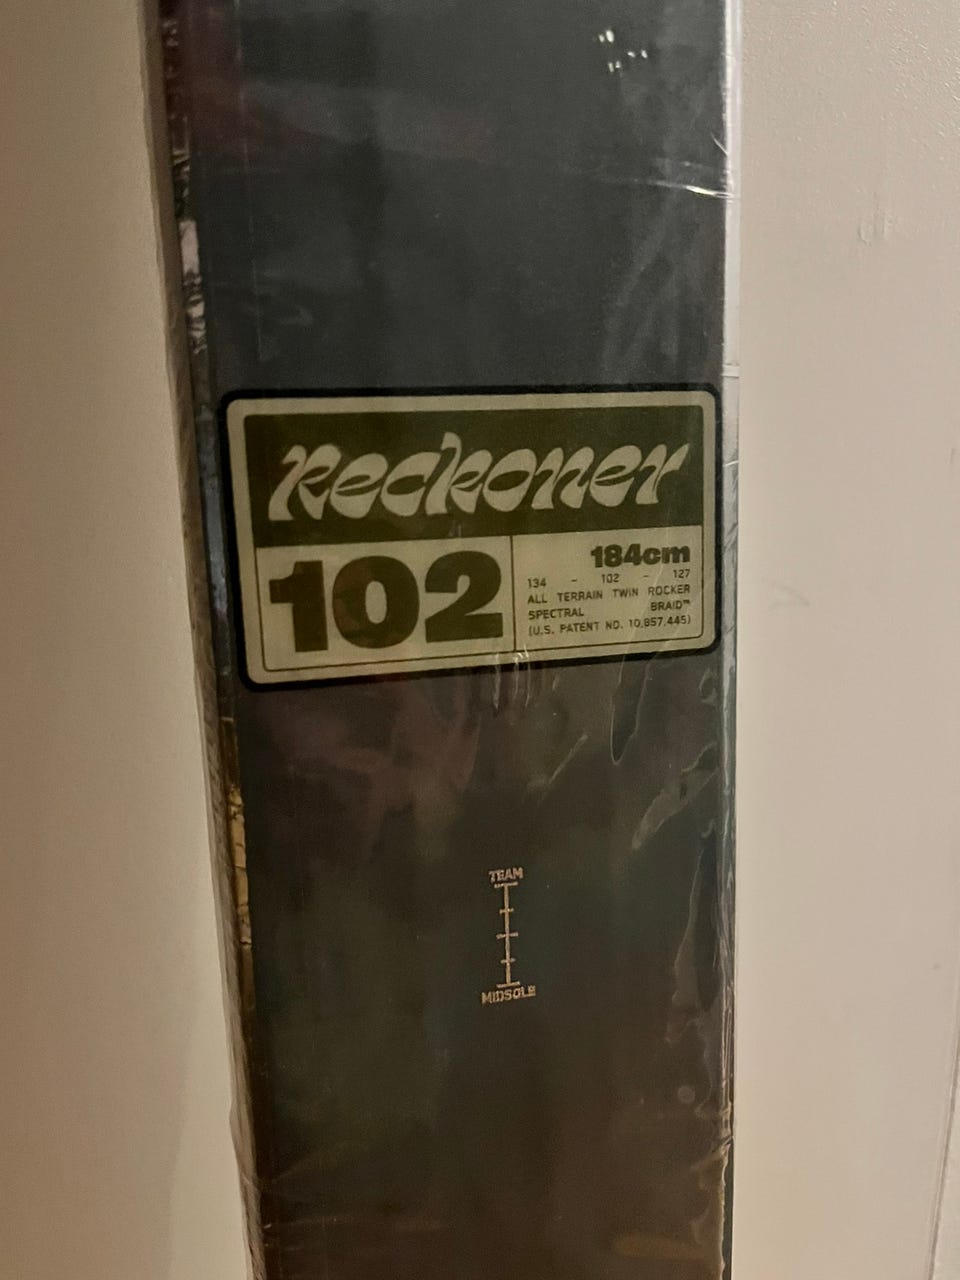 Reckoner
102
184cm
134 - 102 - 127
ALL TERRAIN TWIN ROCKER
SPECTRAL BRAID™
(U.S. PATENT NO. 10,857,445)
TEAM
MIDSOLE